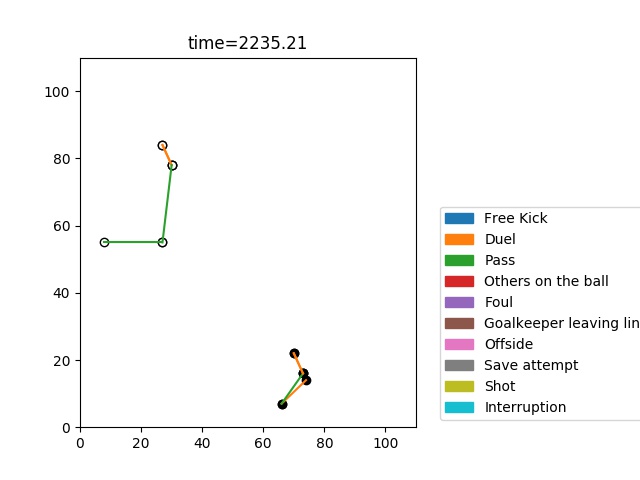 time=2235.21
100
80
60
40
20
0
0 20 40 60 80 100
Free Kick
Duel
Pass
Others on the ball
Foul
Goalkeeper leaving lin
Offside
Save attempt
Shot
Interruption